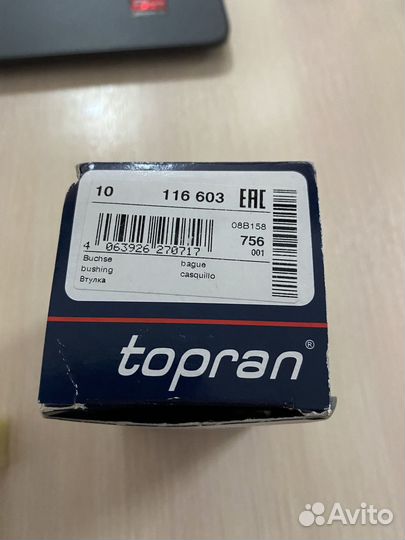 10 116 603 EAC
08B158
756
001
4 063926 270717
Buchse bague
bushing casquillo
Втулка
topran®
Avito